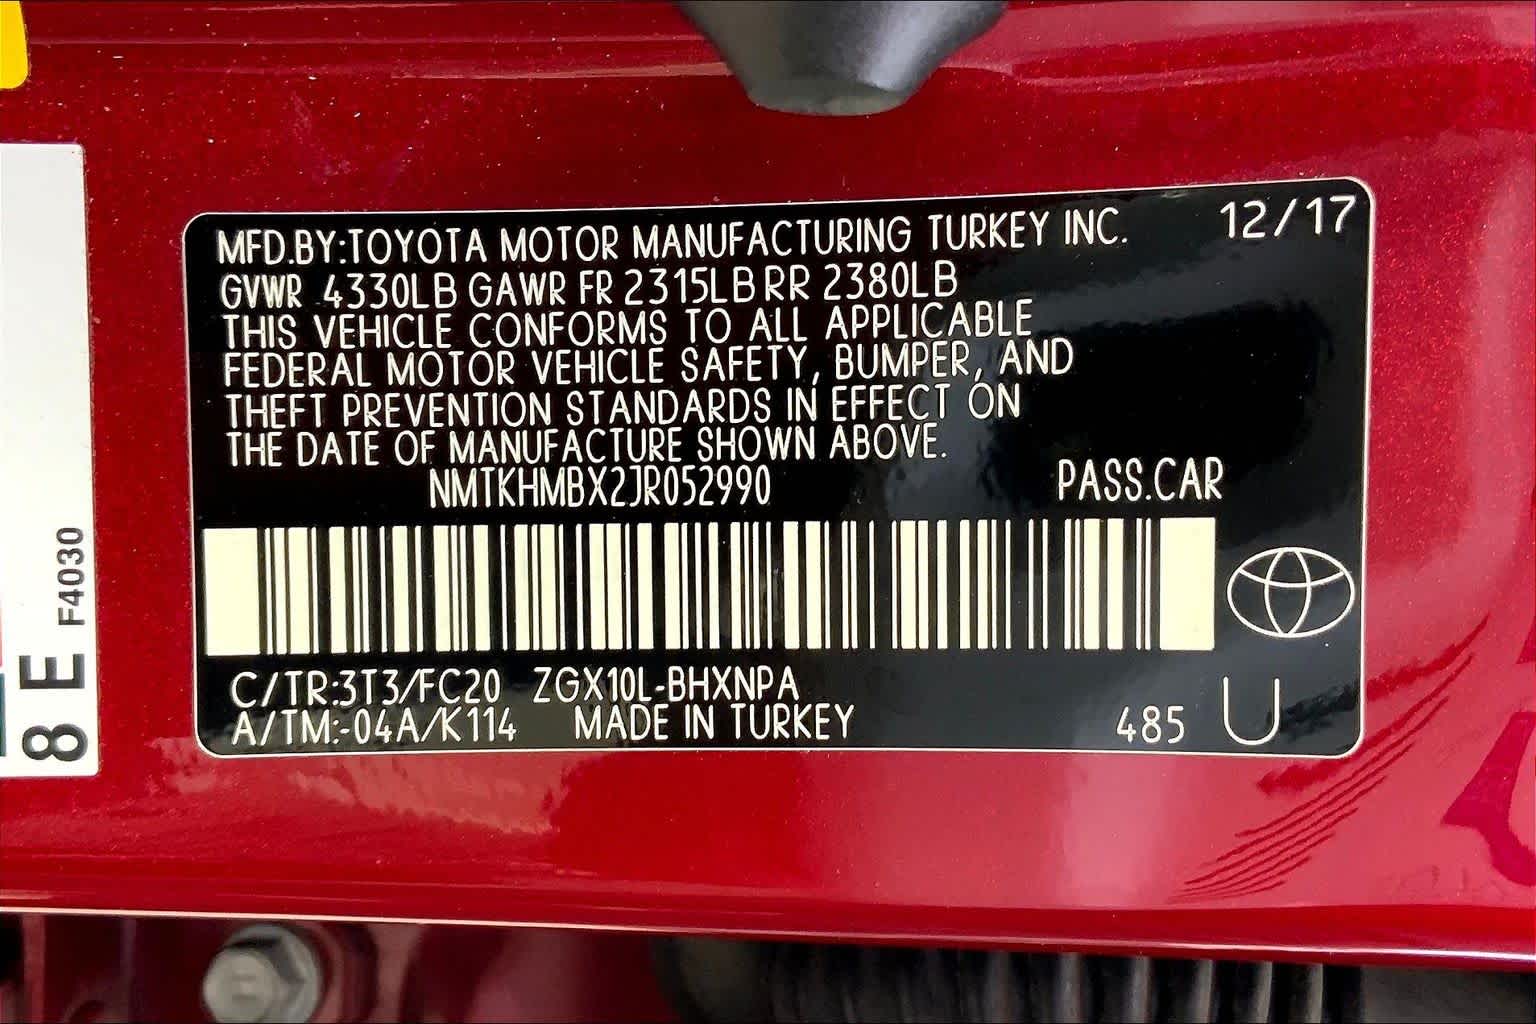 MFD.BY:TOYOTA MOTOR MANUFACTURING TURKEY INC. 12/17
GVWR 4330LB GAWR FR 2315LB RR 2380LB
THIS VEHICLE CONFORMS TO ALL APPLICABLE
FEDERAL MOTOR VEHICLE SAFETY, BUMPER, AND
THEFT PREVENTION STANDARDS IN EFFECT ON
THE DATE OF MANUFACTURE SHOWN ABOVE.
NMTKHMBX2JR052990 PASS.CAR
C/TR:3T3/FC20 ZGX10L-BHXNPA
A/TM:-04A/K114 MADE IN TURKEY 485 U
F4030
8 E